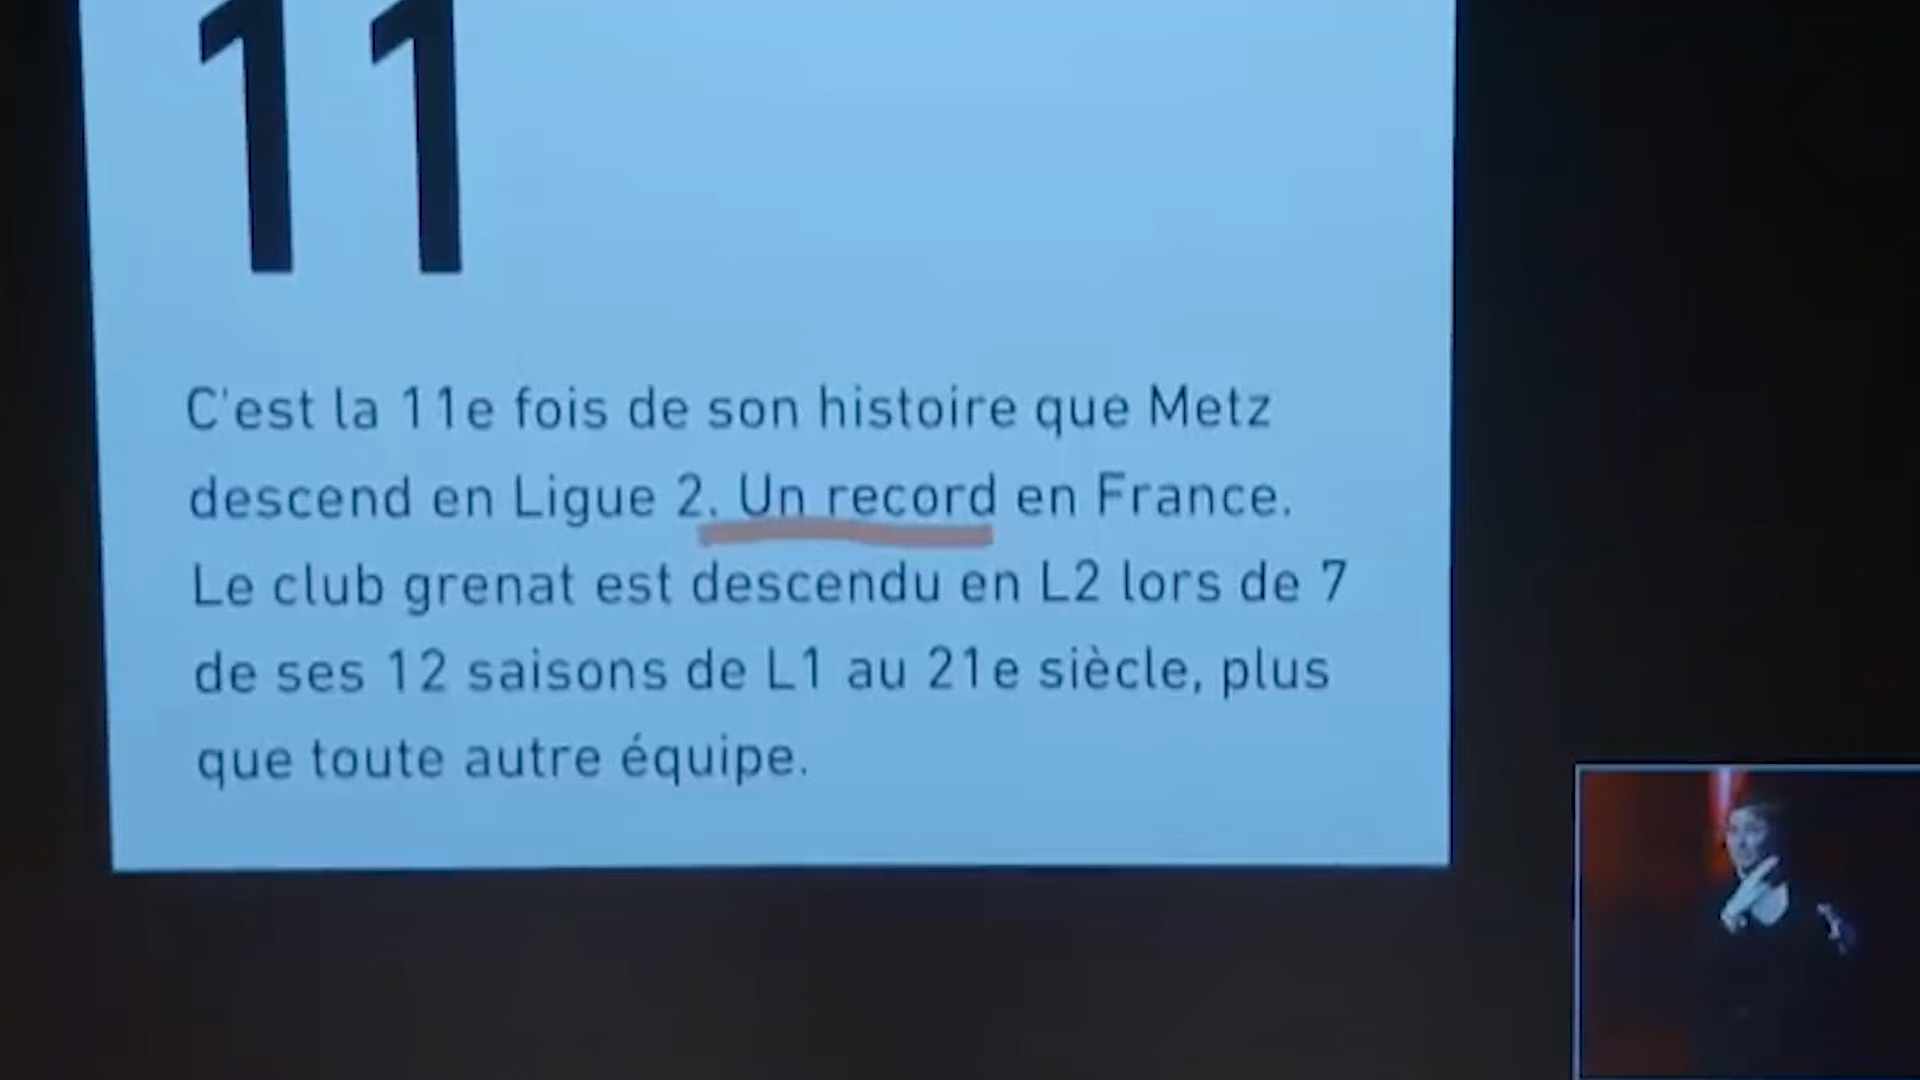 11
C'est la 11e fois de son histoire que Metz
descend en Ligue 2. Un record en France.
Le club grenat est descendu en L2 lors de 7
de ses 12 saisons de L1 au 21e siècle, plus
que toute autre équipe.